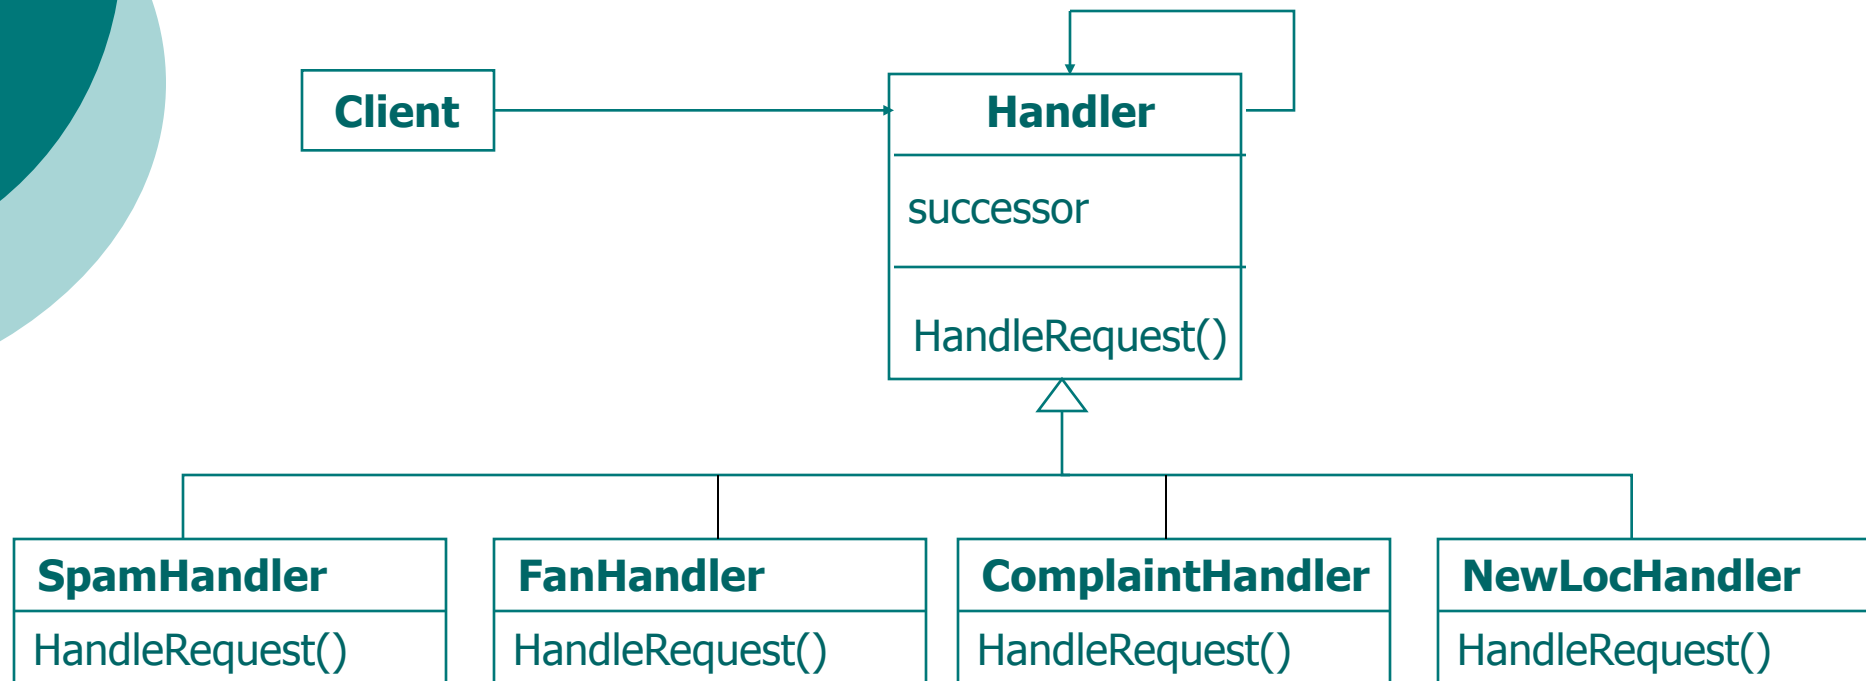 Client
Handler
successor
HandleRequest()
SpamHandler
FanHandler
ComplaintHandler
NewLocHandler
HandleRequest()
HandleRequest()
HandleRequest()
HandleRequest()